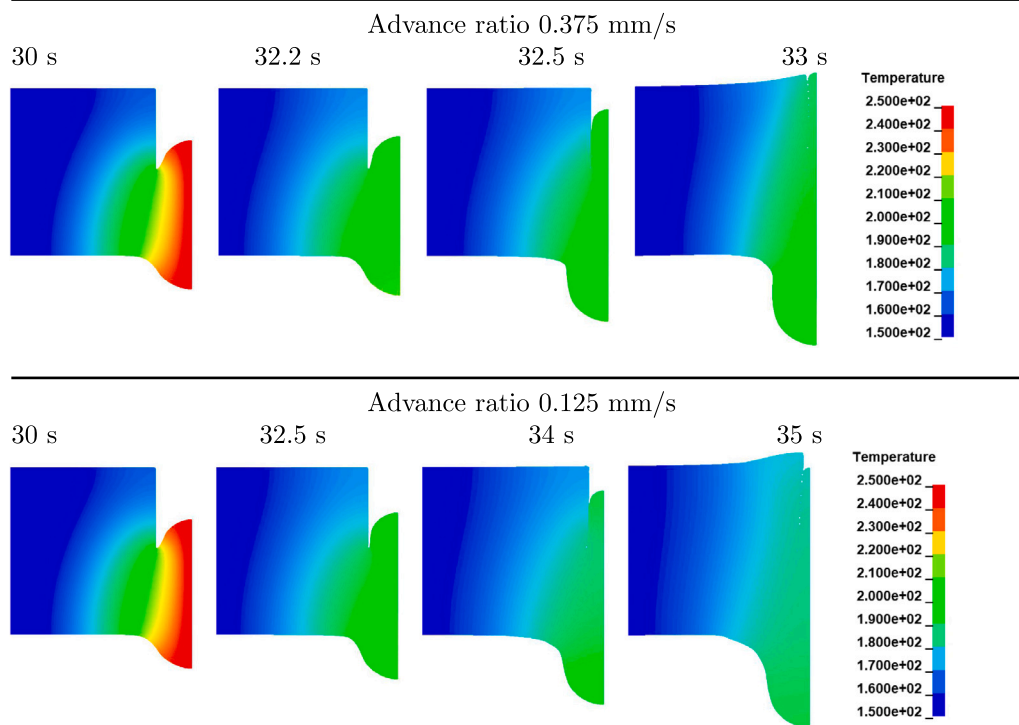 Advance ratio 0.375 mm/s
30 s 32.2 s 32.5 s 33 s
Temperature
2.500e+02
2.400e+02
2.300e+02
2.200e+02
2.100e+02
2.000e+02
1.900e+02
1.800e+02
1.700e+02
1.600e+02
1.500e+02
Advance ratio 0.125 mm/s
30 s 32.5 s 34 s 35 s
Temperature
2.500e+02
2.400e+02
2.300e+02
2.200e+02
2.100e+02
2.000e+02
1.900e+02
1.800e+02
1.700e+02
1.600e+02
1.500e+02